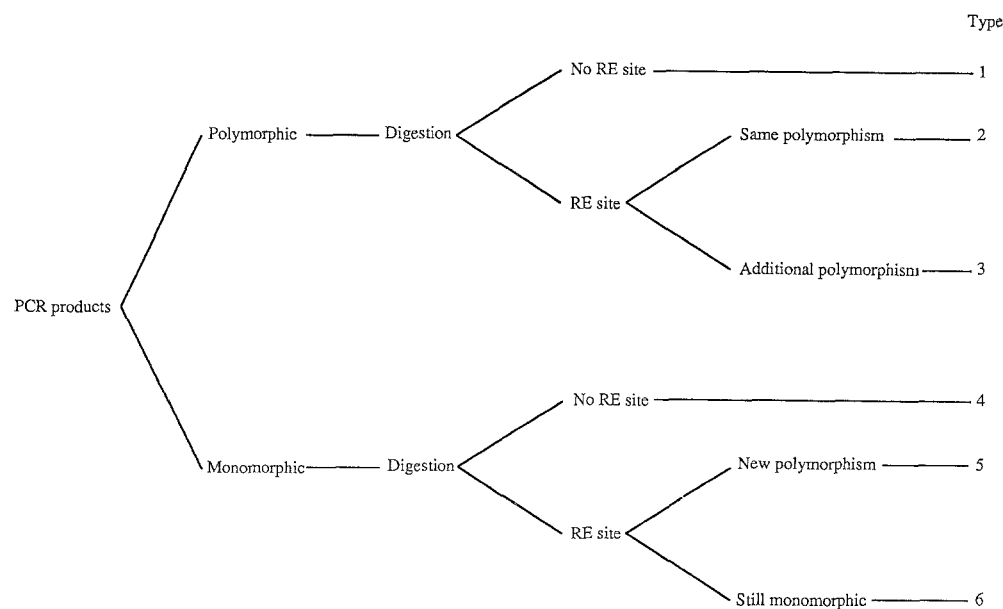 Type
No RE site 1
Polymorphic Digestion Same polymorphism 2
RE site
Additional polymorphism 3
PCR products
No RE site 4
Monomorphic Digestion New polymorphism 5
RE site
Still monomorphic 6